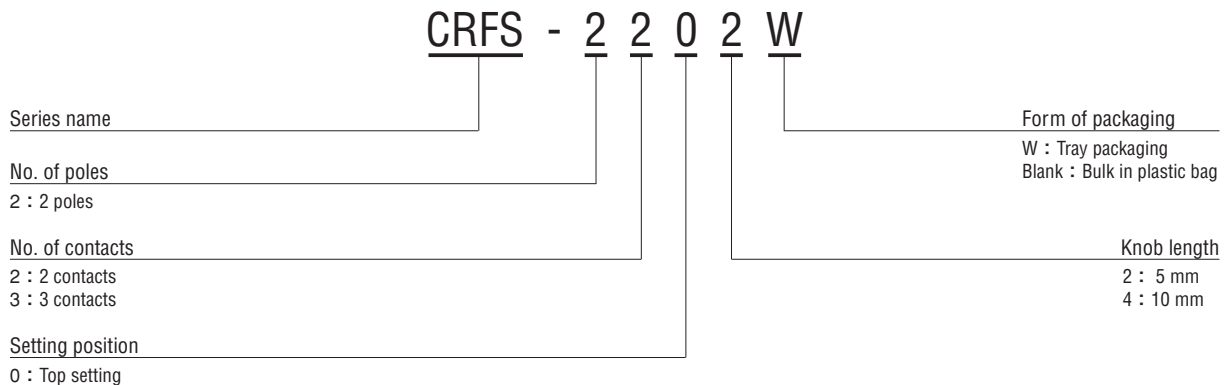 CRFS - 2 2 0 2 W
Series name
No. of poles
2 : 2 poles
No. of contacts
2 : 2 contacts
3 : 3 contacts
Setting position
0 : Top setting
Form of packaging
W : Tray packaging
Blank : Bulk in plastic bag
Knob length
2 : 5 mm
4 : 10 mm